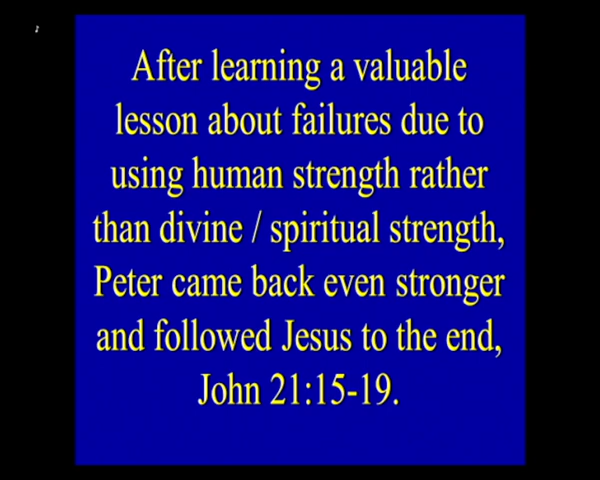 After learning a valuable
lesson about failures due to
using human strength rather
than divine / spiritual strength,
Peter came back even stronger
and followed Jesus to the end,
John 21:15-19.